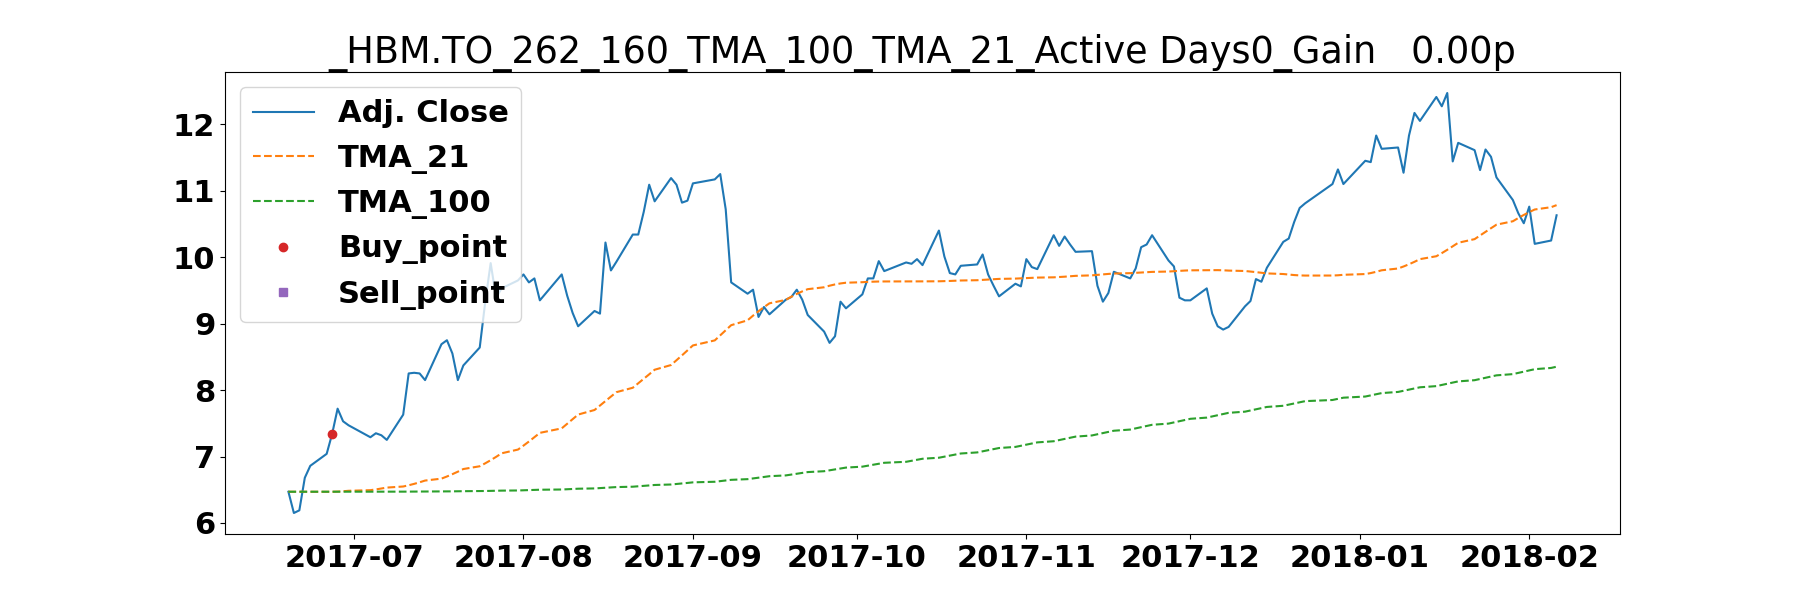 _HBM.TO_262_160_TMA_100_TMA_21_Active Days0_Gain   0.00p
Adj. Close
TMA_21
TMA_100
Buy_point
Sell_point
12
11
10
9
8
7
6
2017-07 2017-08 2017-09 2017-10 2017-11 2017-12 2018-01 2018-02